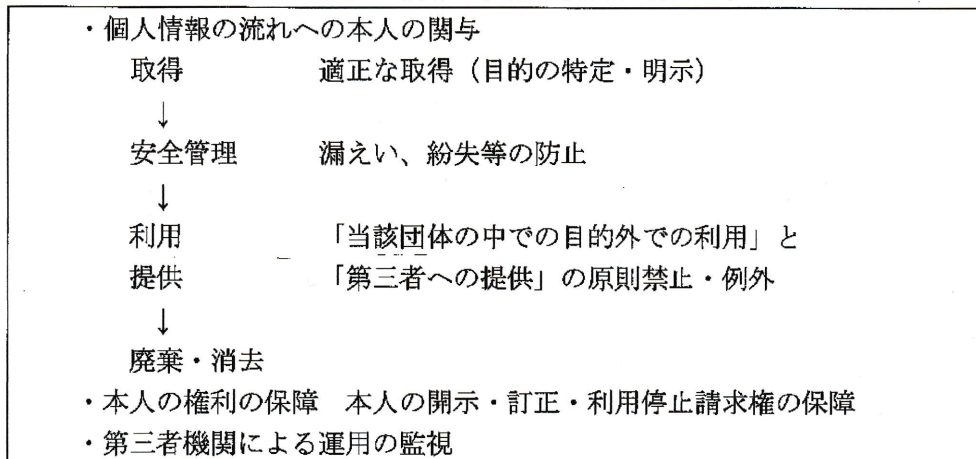 ・個人情報の流れへの本人の関与
取得　適正な取得（目的の特定・明示）
↓
安全管理　漏えい、紛失等の防止
↓
利用　「当該団体の中での目的外での利用」と
提供　「第三者への提供」の原則禁止・例外
↓
廃棄・消去
・本人の権利の保障　本人の開示・訂正・利用停止請求権の保障
・第三者機関による運用の監視